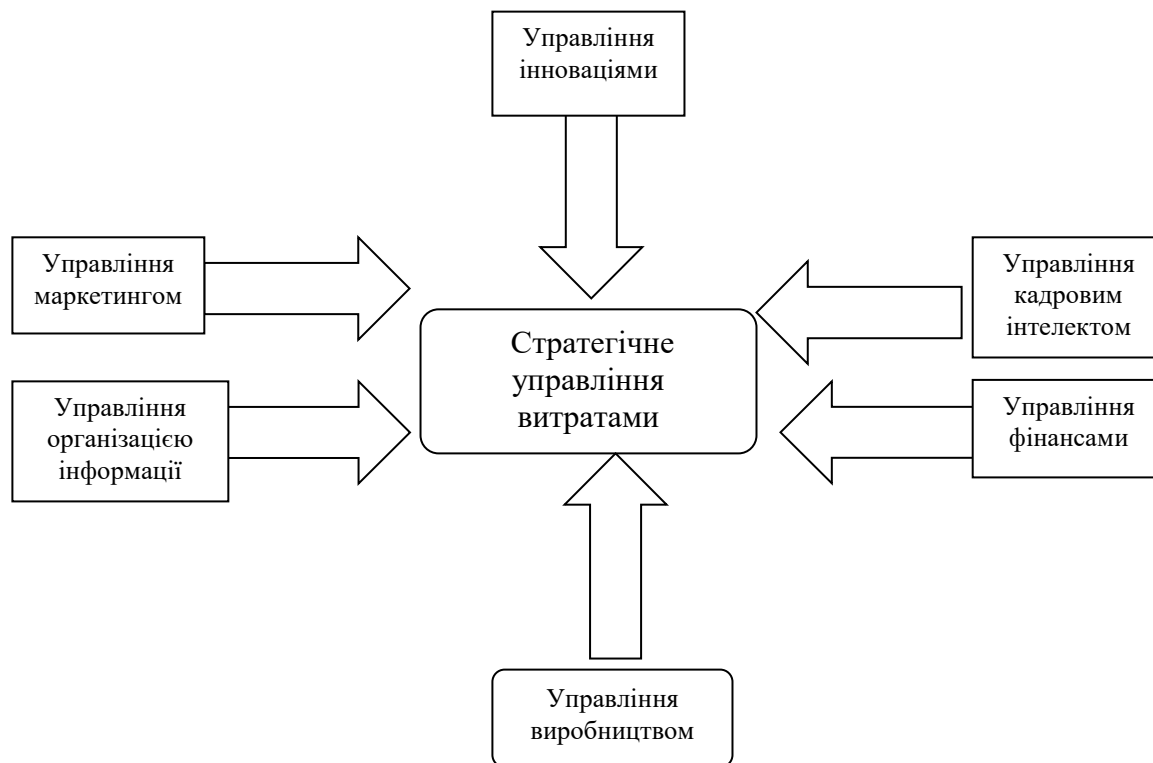 Управління
інноваціями
Управління
маркетингом
Управління
кадровим
інтелектом
Стратегічне
управління
витратами
Управління
організацією
інформації
Управління
фінансами
Управління
виробництвом